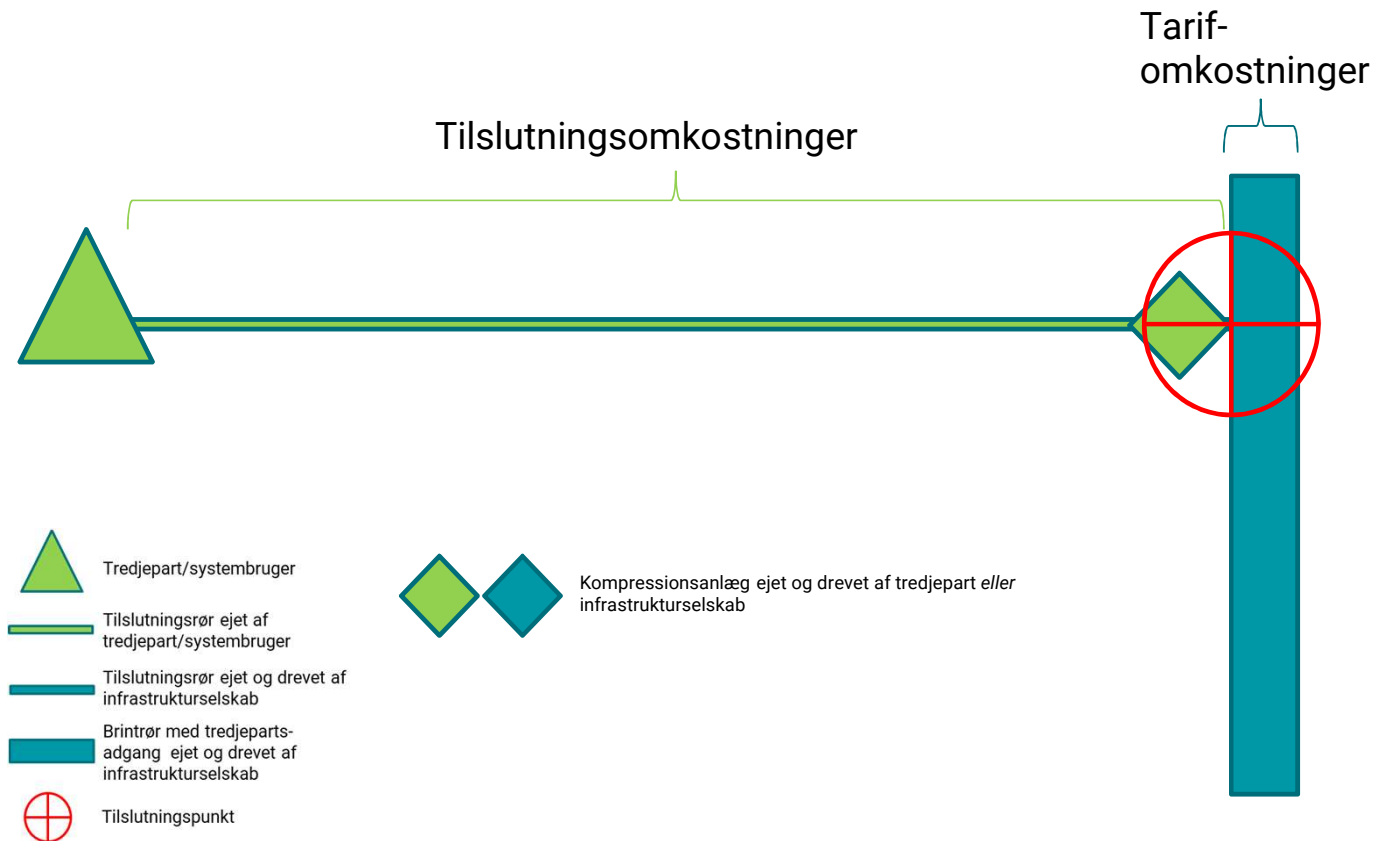 Tarif-
omkostninger
Tilslutningsomkostninger
Tredjepart/systembruger
Tilslutningsrør ejet af
tredjepart/systembruger
Tilslutningsrør ejet og drevet af
infrastrukturselskab
Brintrør med tredjeparts-
adgang ejet og drevet af
infrastrukturselskab
Tilslutningspunkt
Kompressionsanlæg ejet og drevet af tredjepart eller
infrastrukturselskab